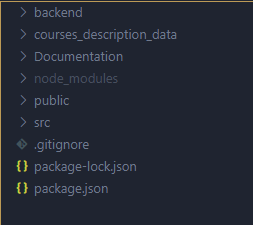 backend
courses_description_data
Documentation
node_modules
public
src
.gitignore
package-lock.json
package.json